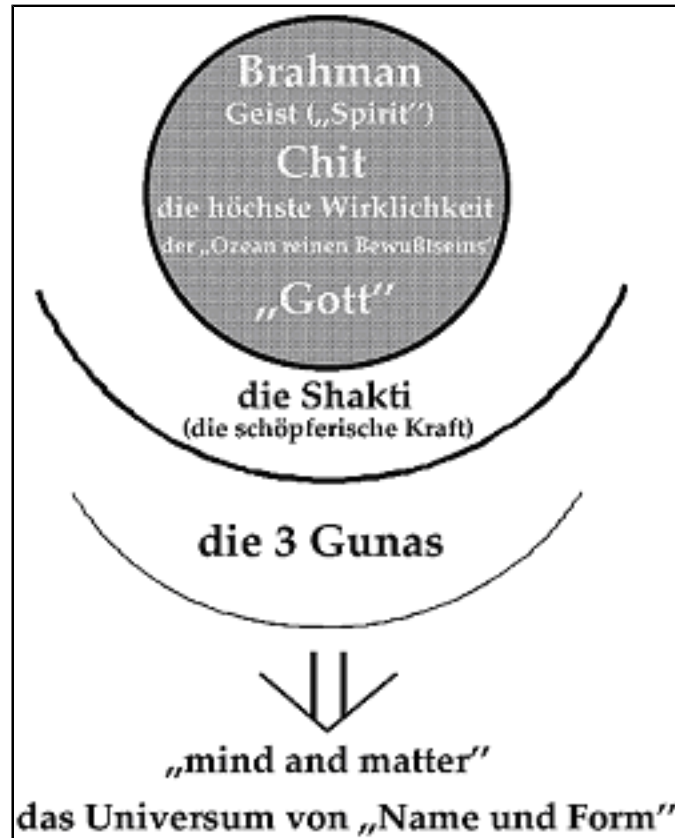 Brahman
Geist („Spirit”)
Chit
die höchste Wirklichkeit
der „Ozean reinen Bewußtseins”
„Gott”
die Shakti
(die schöpferische Kraft)
die 3 Gunas
„mind and matter”
das Universum von „Name und Form”